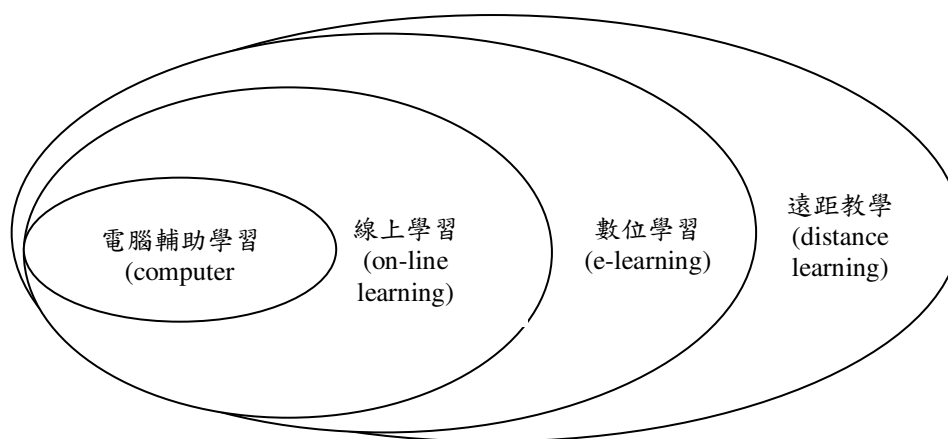 電腦輔助學習
(computer
線上學習
(on-line
learning)
數位學習
(e-learning)
遠距教學
(distance
learning)